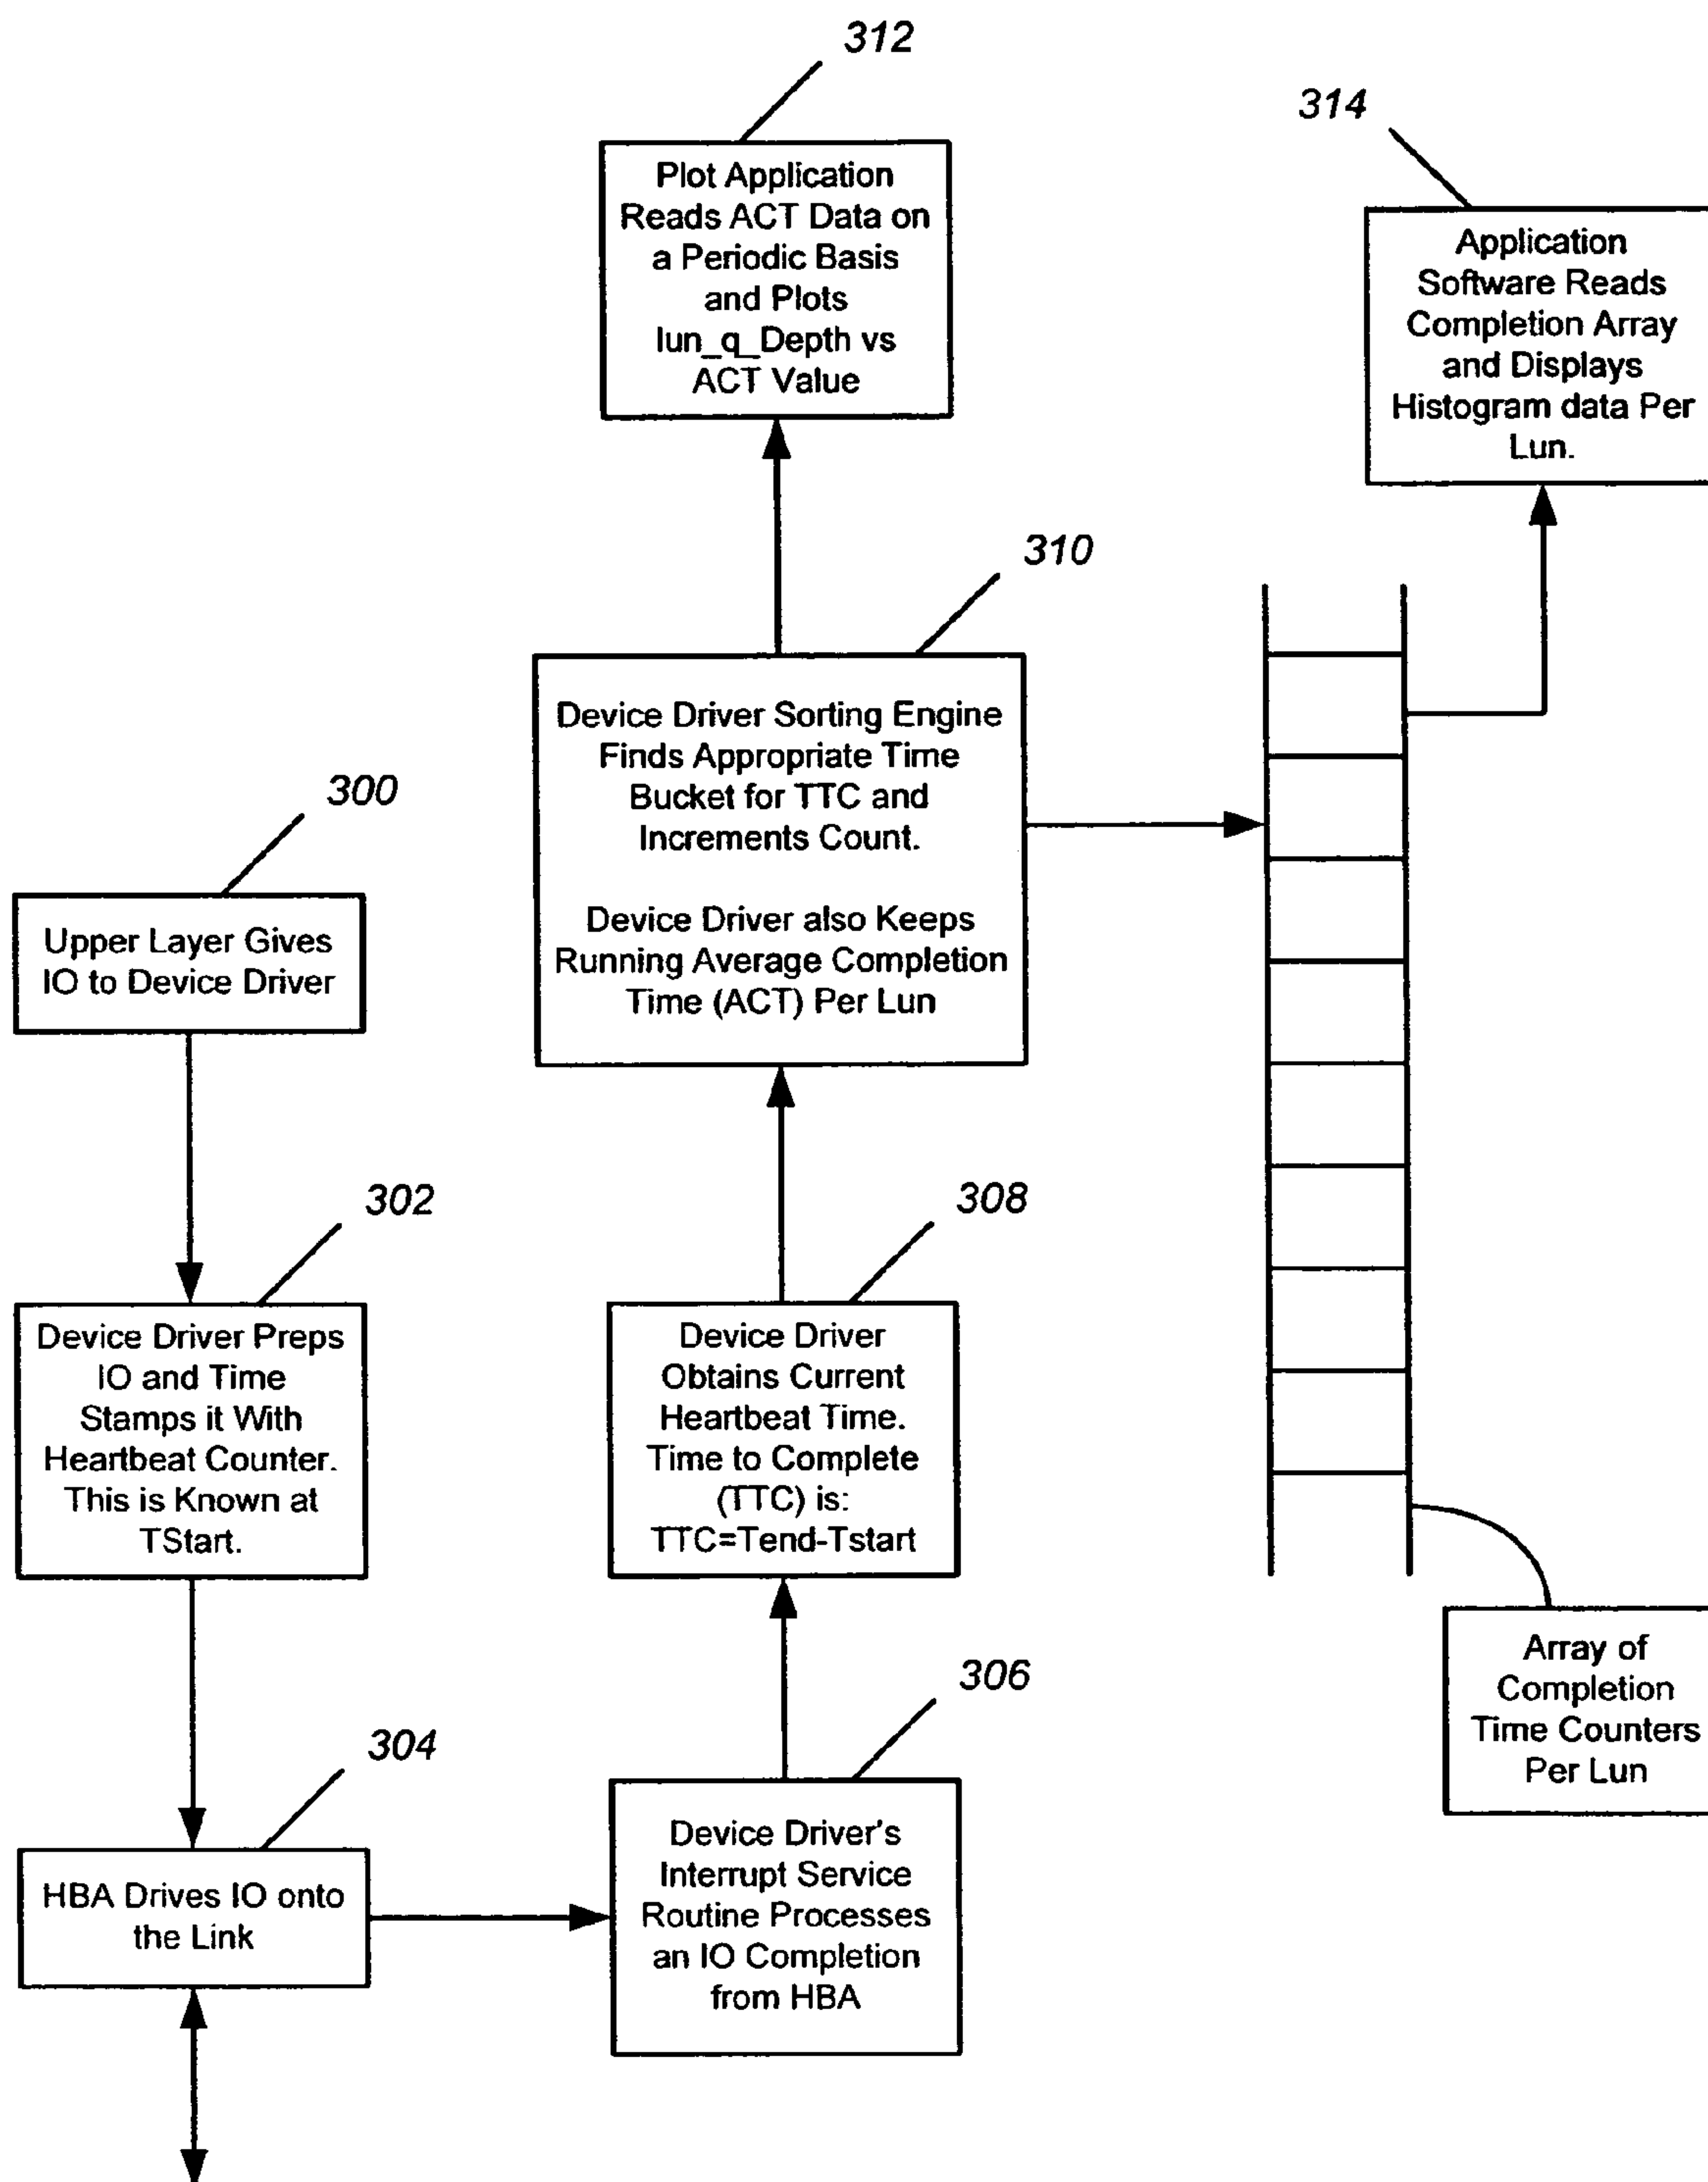 312
Plot Application
Reads ACT Data on
a Periodic Basis
and Plots
lun_q_Depth vs
ACT Value
314
Application
Software Reads
Completion Array
and Displays
Histogram data Per
Lun.
310
Device Driver Sorting Engine
Finds Appropriate Time
Bucket for TTC and
Increments Count.
Device Driver also Keeps
Running Average Completion
Time (ACT) Per Lun
300
Upper Layer Gives
IO to Device Driver
302
Device Driver Preps
IO and Time
Stamps it With
Heartbeat Counter.
This is Known at
TStart.
308
Device Driver
Obtains Current
Heartbeat Time.
Time to Complete
(TTC) is:
TTC=Tend-Tstart
304
HBA Drives IO onto
the Link
306
Device Driver's
Interrupt Service
Routine Processes
an IO Completion
from HBA
Array of
Completion
Time Counters
Per Lun